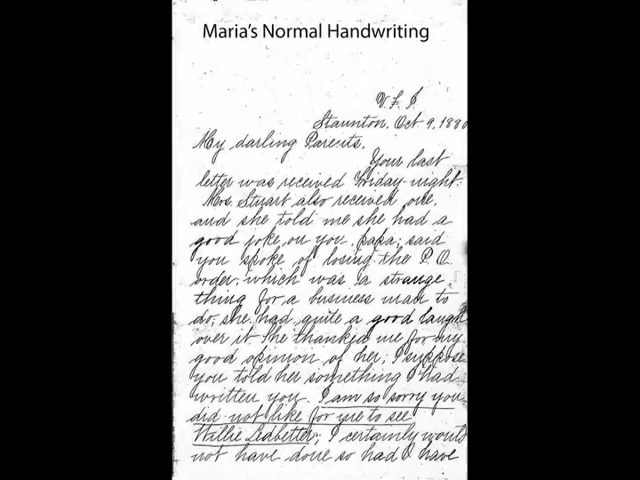 Maria's Normal Handwriting
V. F. I.
Staunton, Oct 9, 1880
My darling Parents,
Your last
letter was received Friday night.
Mrs. Stuart also received one,
and she told me she had a
good joke, on you, papa; said
you spoke of losing the P. O.
order, which was a strange
thing for a business man to
do; she had quite a good laugh
over it. She thanked me for my
good opinion of her; I suppose
you told her something I had
written you. I am so sorry you
did not like for me to see
Willie Ledbetter; I certainly would
not have done so had I have